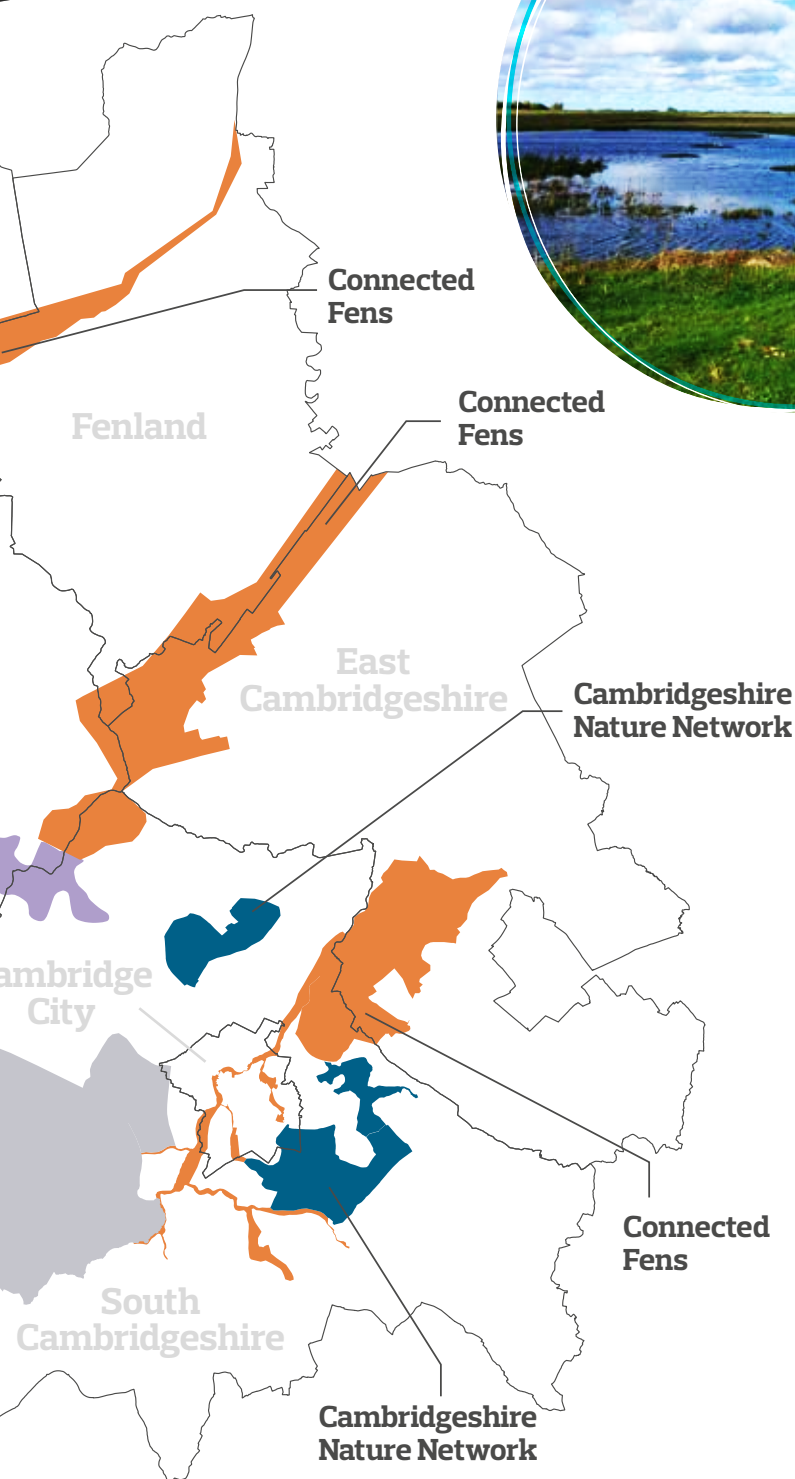 Connected
Fens
Connected
Fens
Fenland
East
Cambridgeshire
Cambridgeshire
Nature Network
ambridge
City
Connected
Fens
South
Cambridgeshire
Cambridgeshire
Nature Network